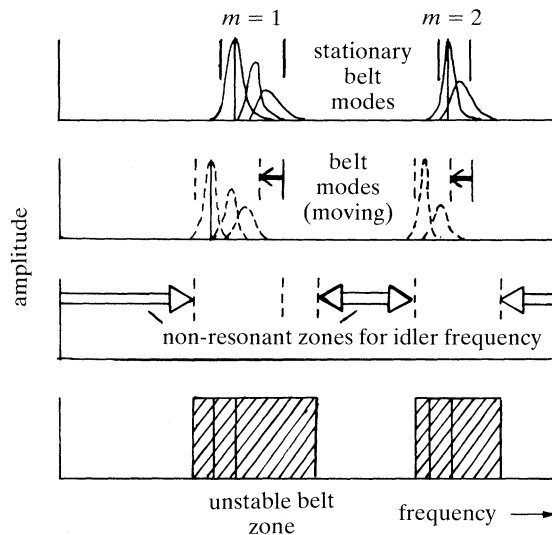 m = 1
m = 2
stationary
belt
modes
belt
modes
(moving)
amplitude
non-resonant zones for idler frequency
unstable belt
zone
frequency